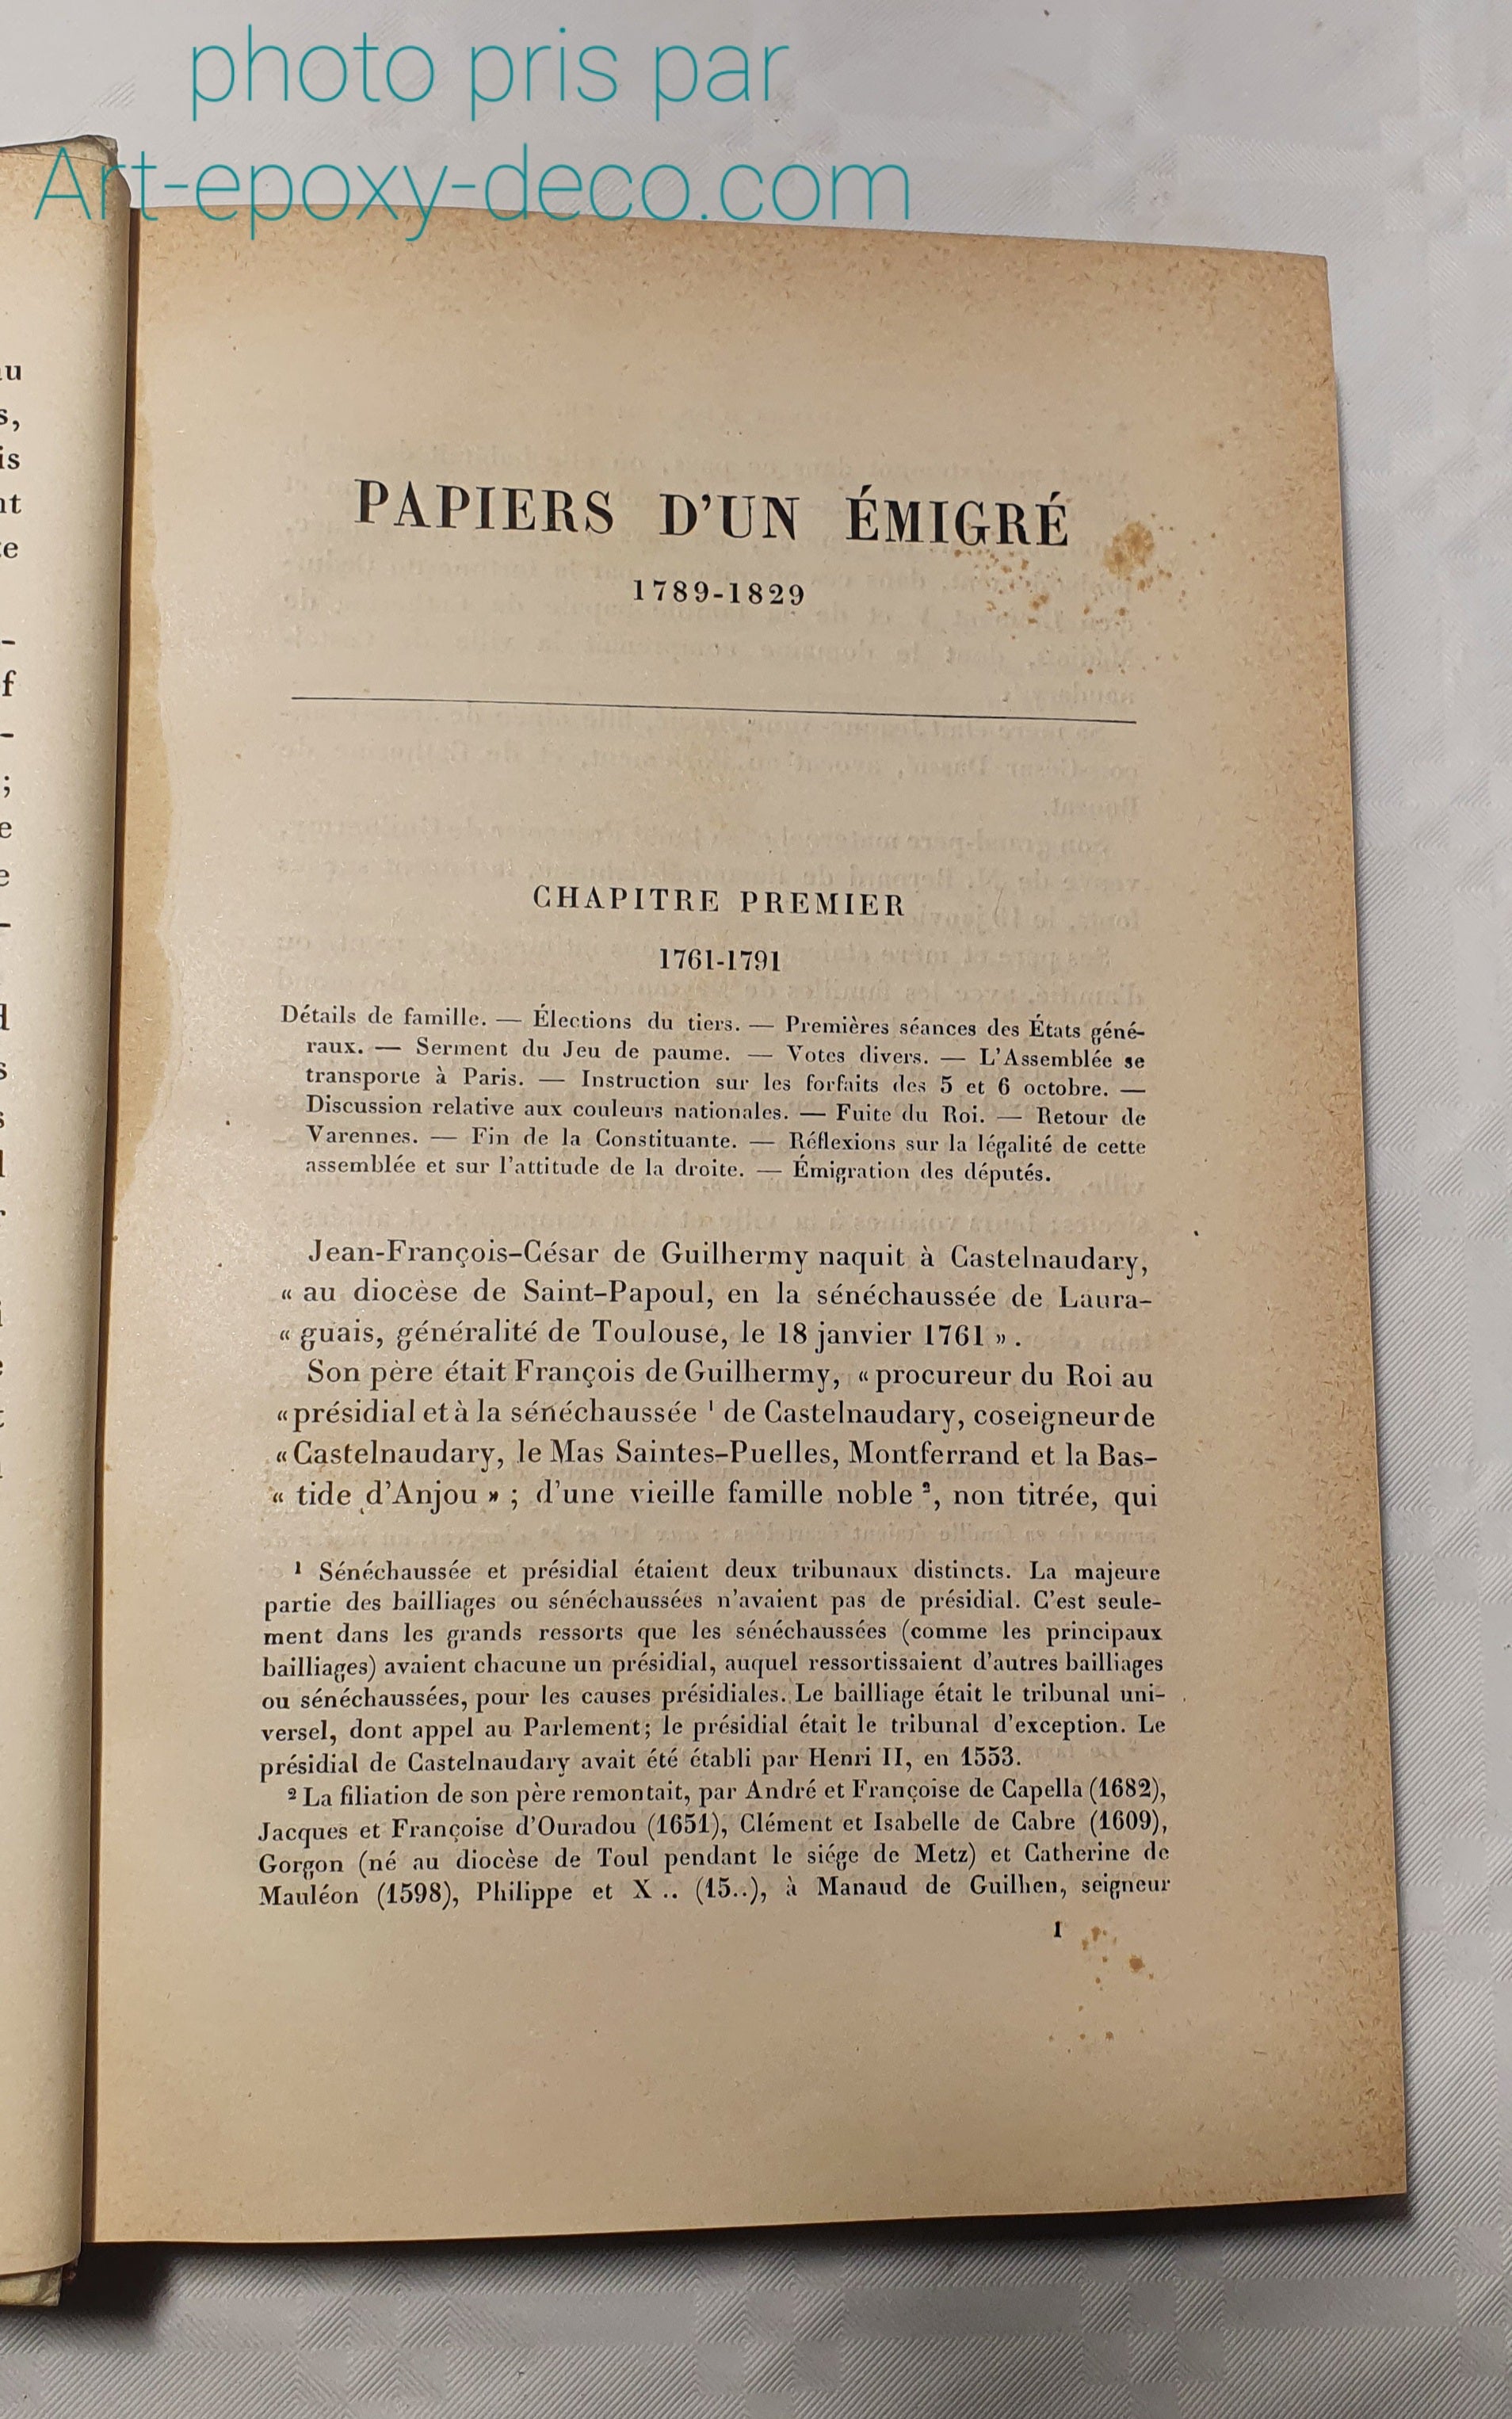 photo pris par
Art-epoxy-deco.com
PAPIERS D'UN ÉMIGRÉ
1789-1829
CHAPITRE PREMIER
1761-1791
Détails de famille. — Élections du tiers. — Premières séances des États géné-
raux. — Serment du Jeu de paume. — Votes divers. — L'Assemblée se
transporte à Paris. — Instruction sur les forfaits des 5 et 6 octobre. —
Discussion relative aux couleurs nationales. — Fuite du Roi. — Retour de
Varennes. — Fin de la Constituante. — Réflexions sur la légalité de cette
assemblée et sur l'attitude de la droite. — Émigration des députés.
Jean-François-César de Guilhermy naquit à Castelnaudary,
« au diocèse de Saint-Papoul, en la sénéchaussée de Laura-
« guais, généralité de Toulouse, le 18 janvier 1761 ».
Son père était François de Guilhermy, « procureur du Roi au
« présidial et à la sénéchaussée ¹ de Castelnaudary, coseigneur de
« Castelnaudary, le Mas Saintes-Puelles, Montferrand et la Bas-
« tide d'Anjou » ; d'une vieille famille noble ², non titrée, qui
¹ Sénéchaussée et présidial étaient deux tribunaux distincts. La majeure
partie des bailliages ou sénéchaussées n'avaient pas de présidial. C'est seule-
ment dans les grands ressorts que les sénéchaussées (comme les principaux
bailliages) avaient chacune un présidial, auquel ressortissaient d'autres bailliages
ou sénéchaussées, pour les causes présidiales. Le bailliage était le tribunal uni-
versel, dont appel au Parlement; le présidial était le tribunal d'exception. Le
présidial de Castelnaudary avait été établi par Henri II, en 1553.
² La filiation de son père remontait, par André et Françoise de Capella (1682),
Jacques et Françoise d'Ouradou (1651), Clément et Isabelle de Cabre (1609),
Gorgon (né au diocèse de Toul pendant le siége de Metz) et Catherine de
Mauléon (1598), Philippe et X .. (15..), à Manaud de Guilhen, seigneur
1